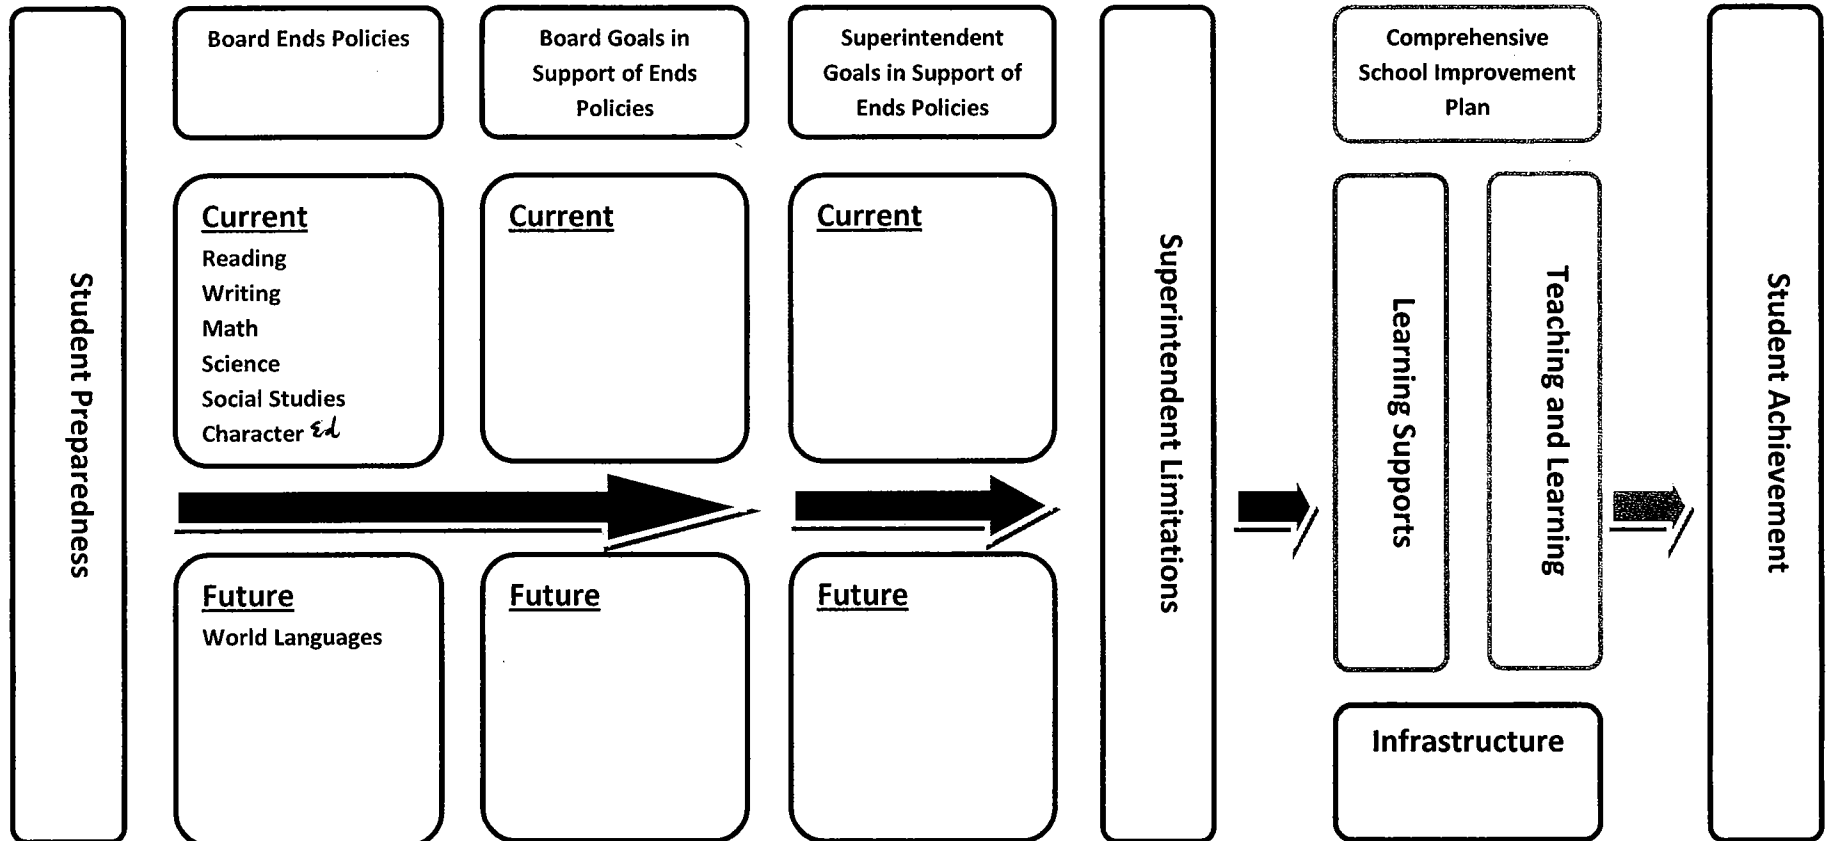 Student Preparedness
Board Ends Policies
Current
Reading
Writing
Math
Science
Social Studies
Character Ed
Future
World Languages
Board Goals in
Support of Ends
Policies
Current
Future
Superintendent
Goals in Support of
Ends Policies
Current
Future
Superintendent Limitations
Comprehensive
School Improvement
Plan
Learning Supports
Teaching and Learning
Infrastructure
Student Achievement